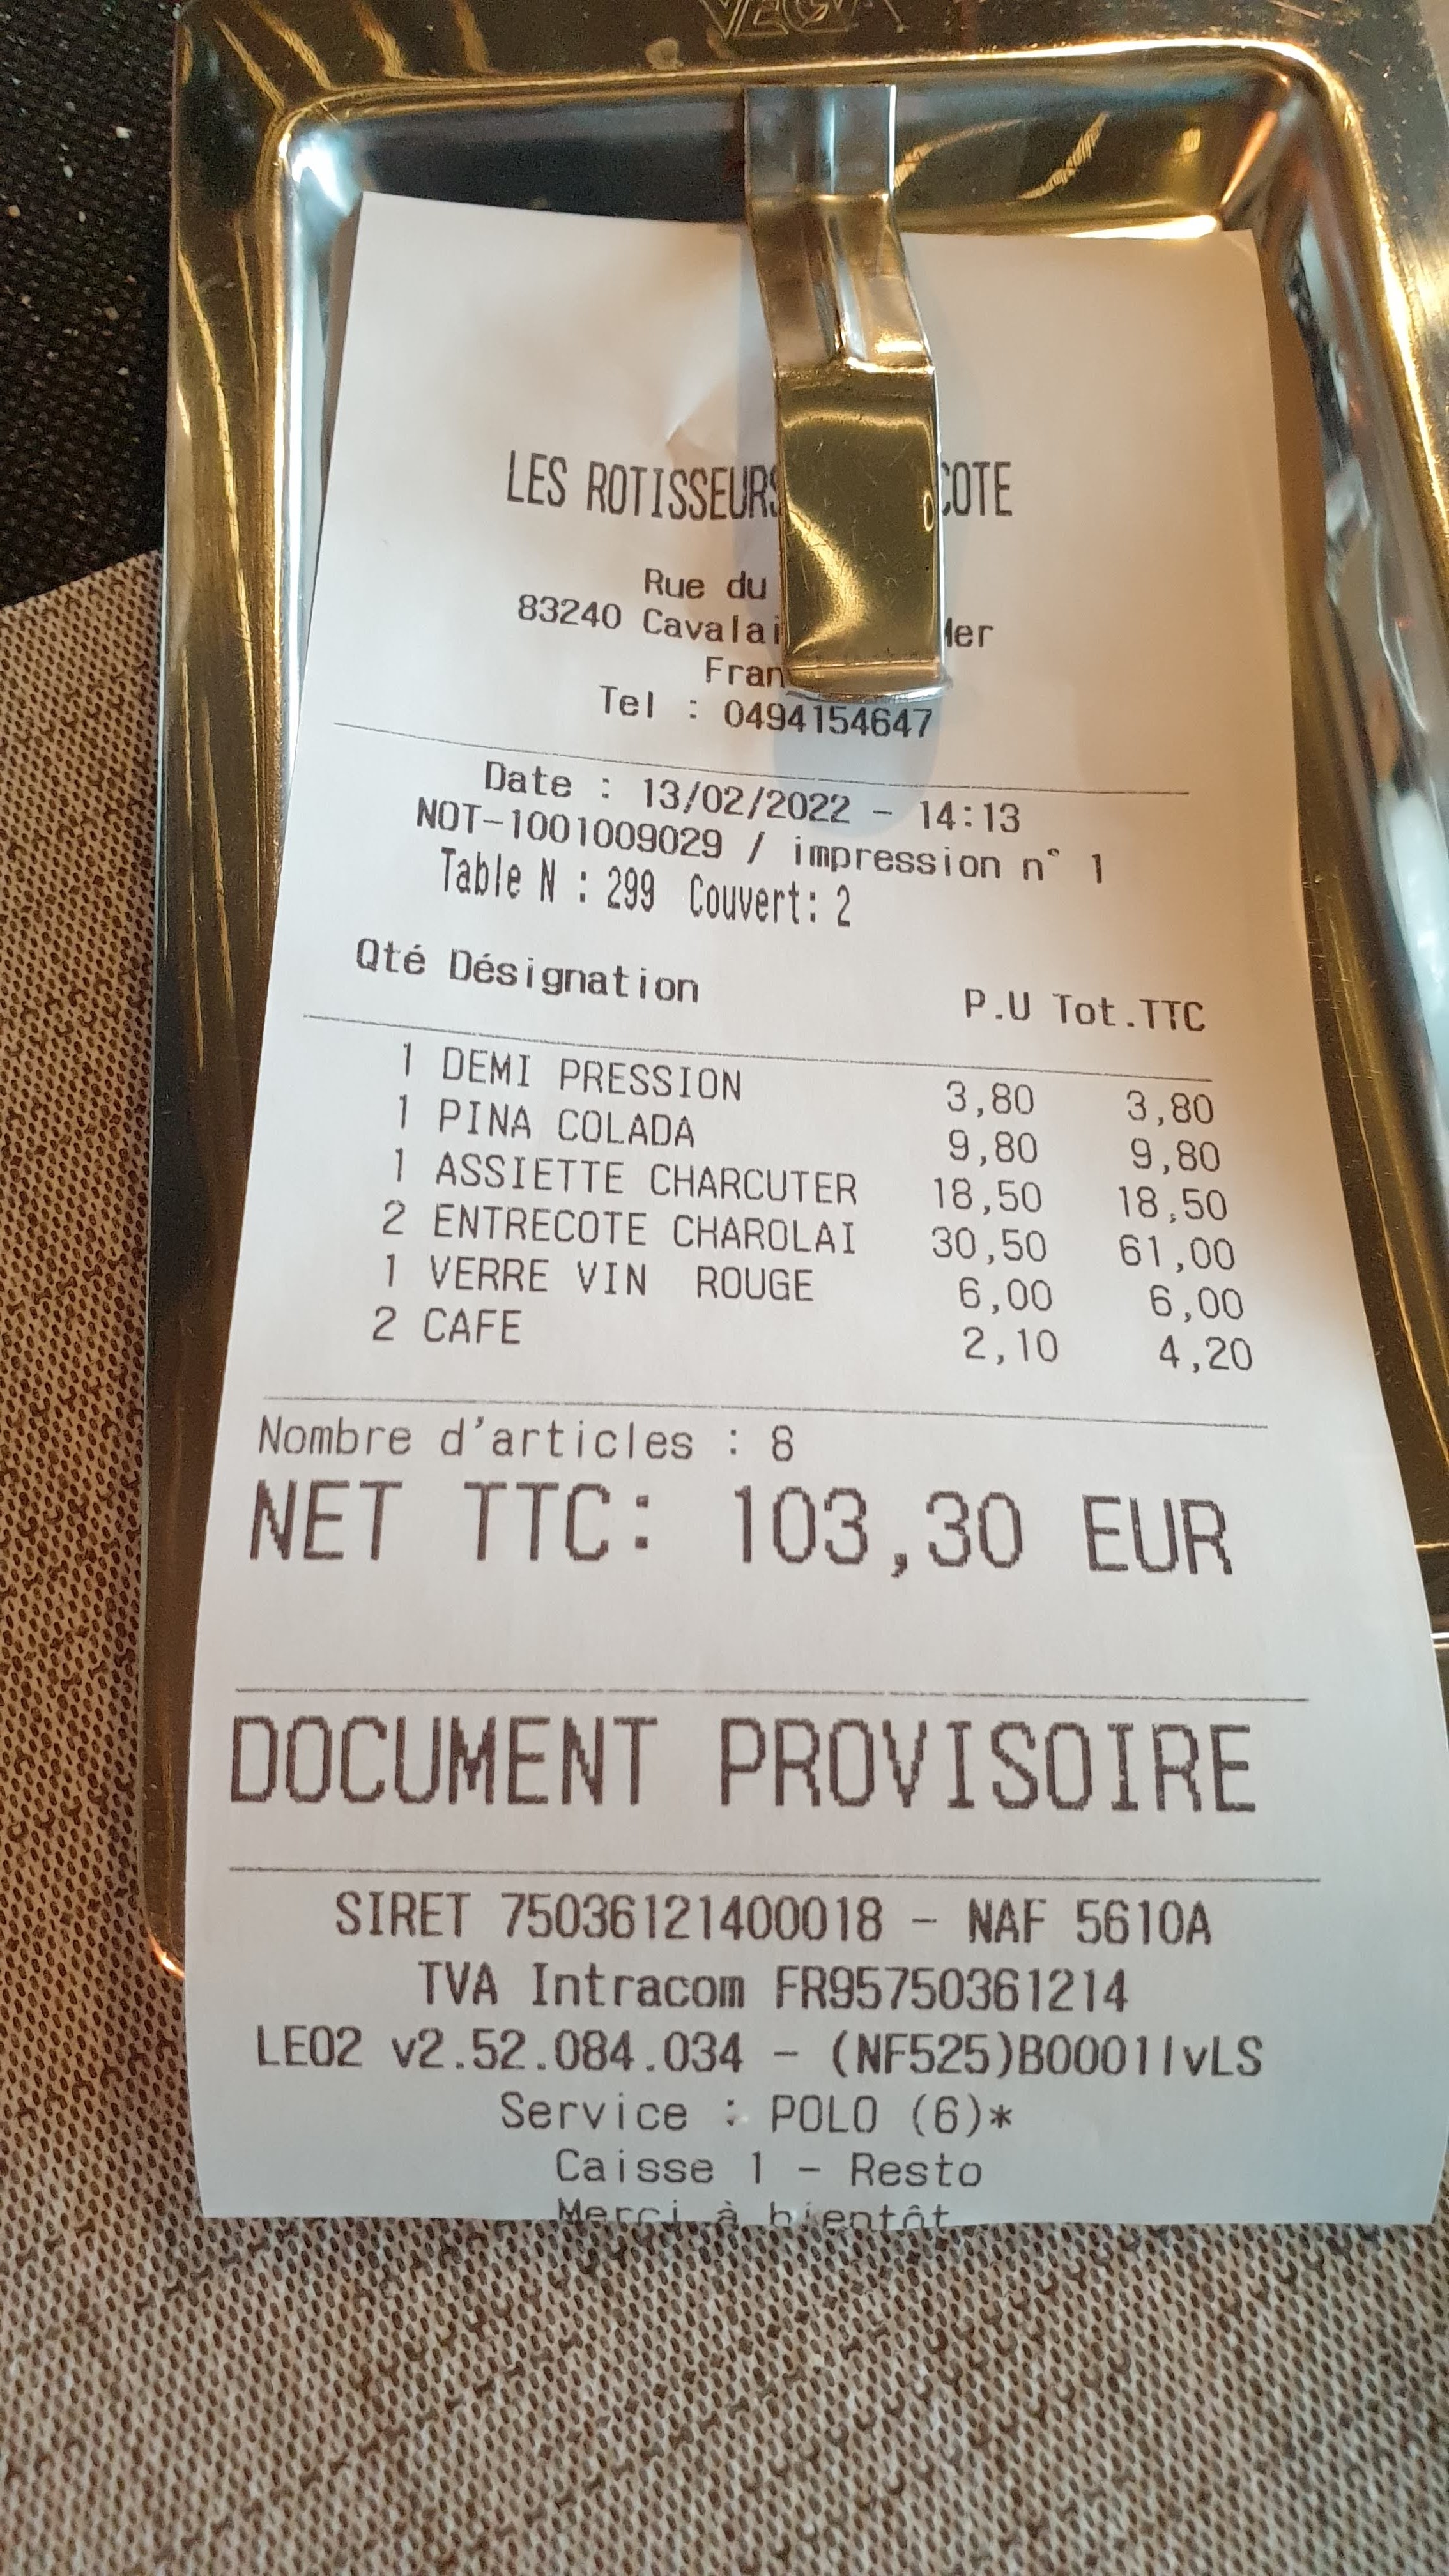 VEGA
LES ROTISSEURS COTE
Rue du
83240 Cavalai Mer
Fran
Tel : 0494154647
Date : 13/02/2022 - 14:13
NOT-1001009029 / impression n° 1
Table N : 299 Couvert: 2
Qté Désignation P.U Tot.TTC
1 DEMI PRESSION 3,80 3,80
1 PINA COLADA 9,80 9,80
1 ASSIETTE CHARCUTER 18,50 18,50
2 ENTRECOTE CHAROLAI 30,50 61,00
1 VERRE VIN ROUGE 6,00 6,00
2 CAFE 2,10 4,20
Nombre d'articles : 8
NET TTC: 103,30 EUR
DOCUMENT PROVISOIRE
SIRET 75036121400018 - NAF 5610A
TVA Intracom FR95750361214
LEO2 v2.52.084.034 - (NF525)B0001IvLS
Service : POLO (6)*
Caisse 1 - Resto
Merci à bientôt